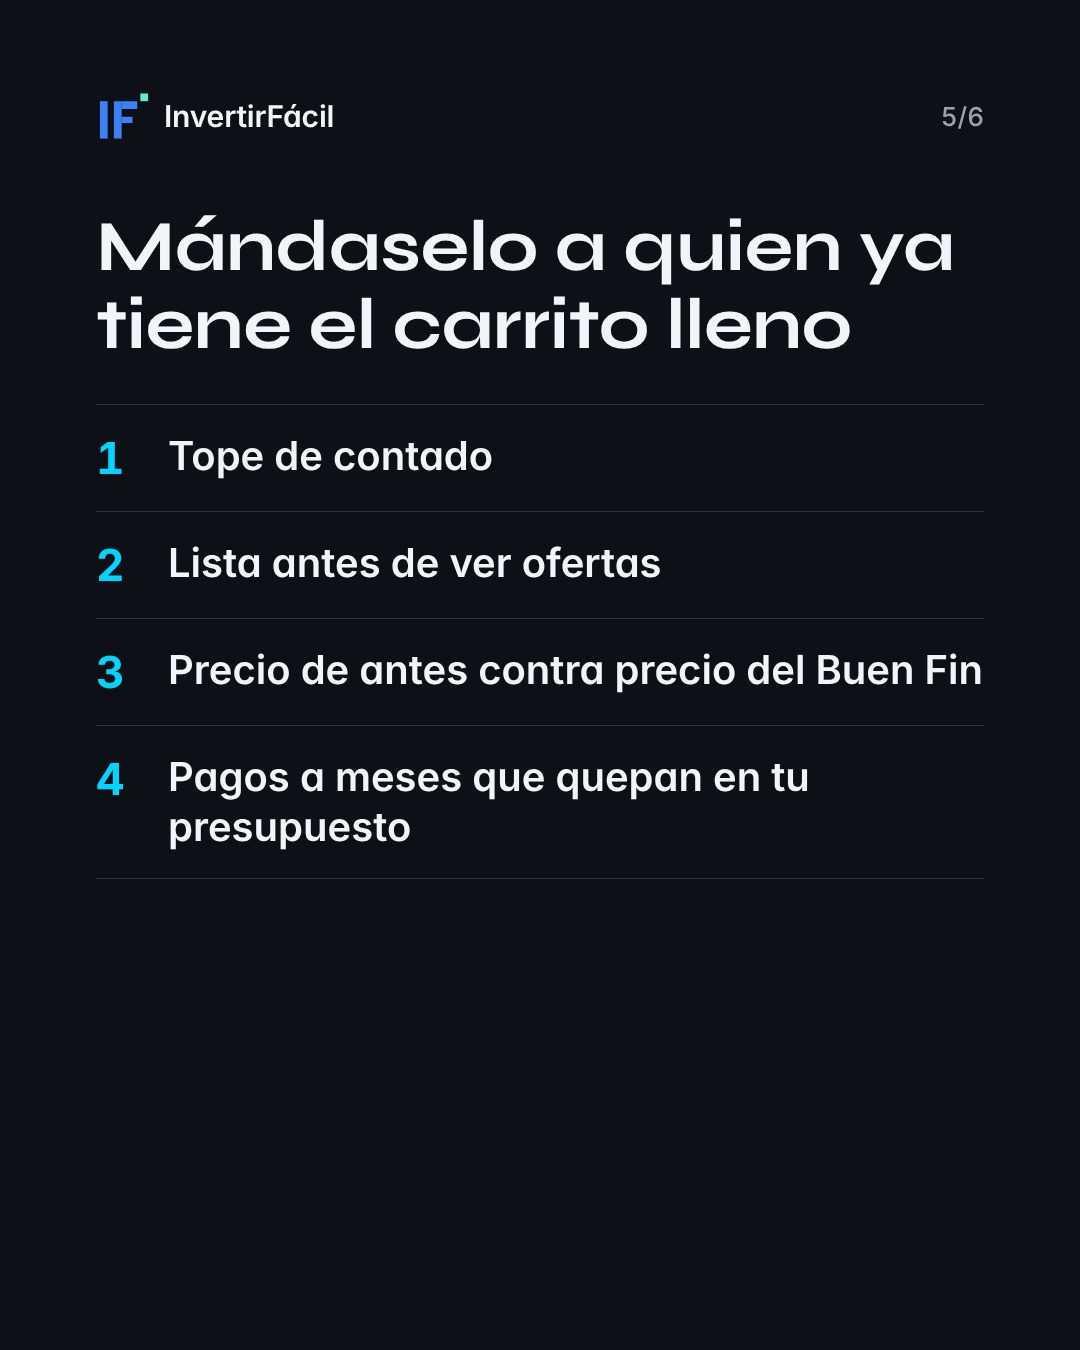 IF InvertirFácil
5/6
Mándaselo a quien ya
tiene el carrito lleno
1 Tope de contado
2 Lista antes de ver ofertas
3 Precio de antes contra precio del Buen Fin
4 Pagos a meses que quepan en tu
presupuesto